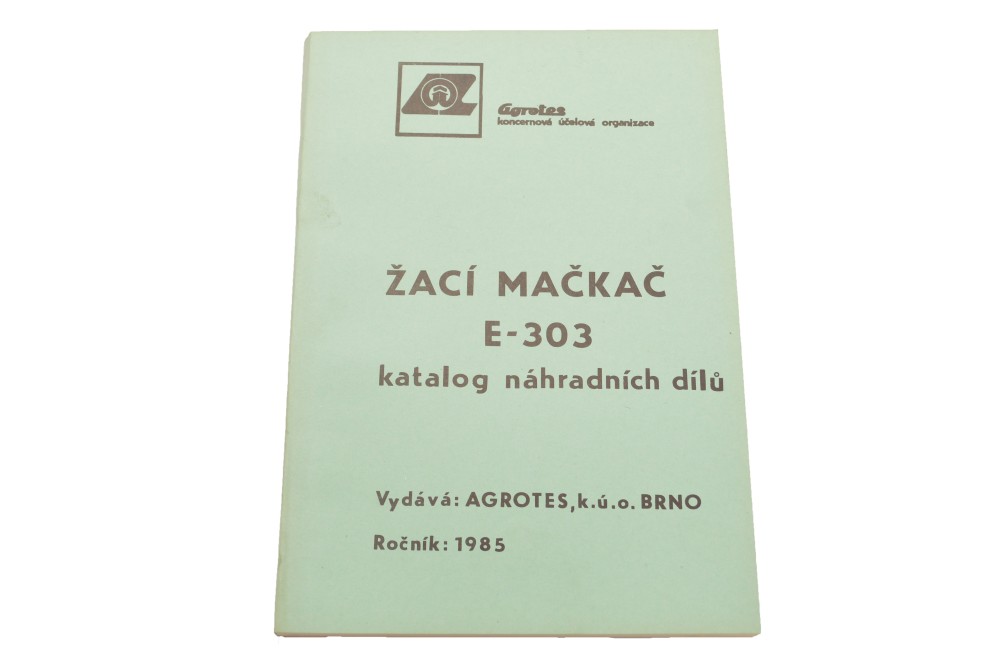 Agrotes
koncernová účelová organizace
ŽACÍ MAČKAČ
E-303
katalog náhradních dílů
Vydává: AGROTES, k.ú.o. BRNO
Ročník: 1985